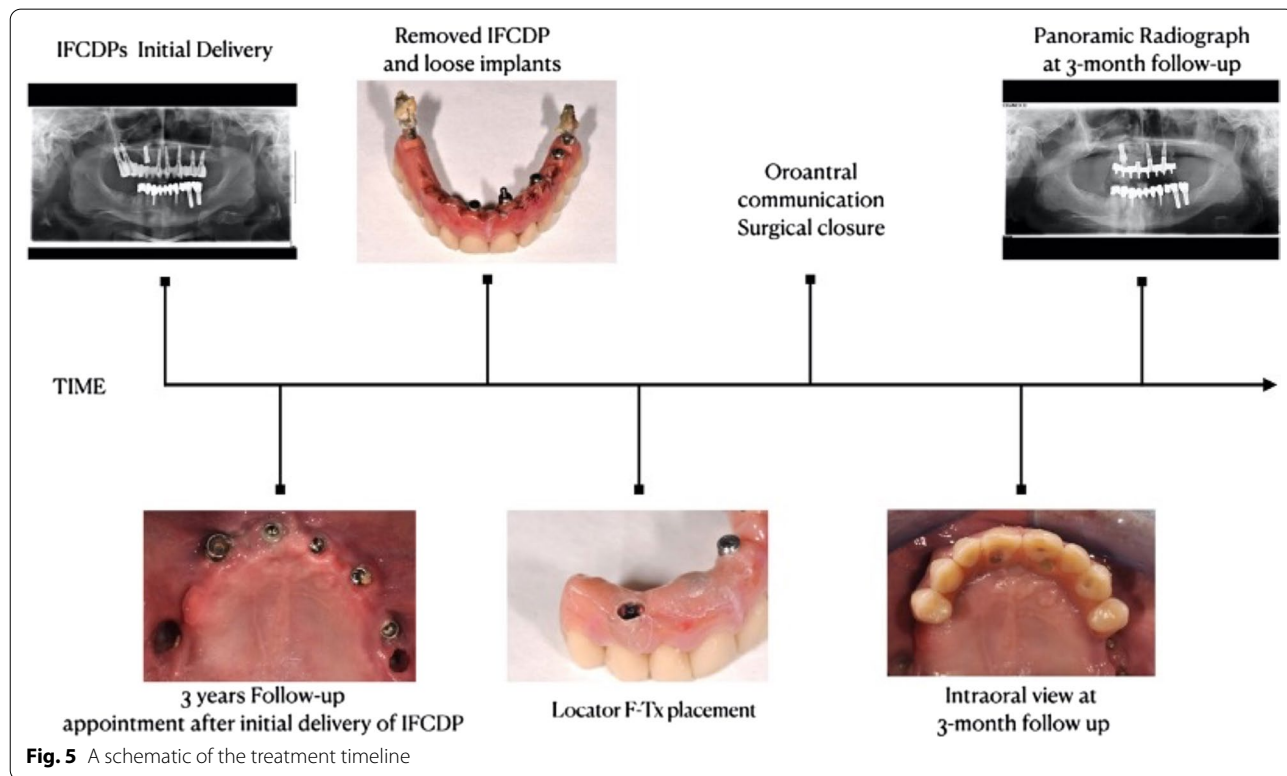 IFCDPs Initial Delivery
Removed IFCDP
and loose implants
Oroantral
communication
Surgical closure
Panoramic Radiograph
at 3-month follow-up
TIME
3 years Follow-up
appointment after initial delivery of IFCDP
Locator F-Tx placement
Intraoral view at
3-month follow up
Fig. 5 A schematic of the treatment timeline